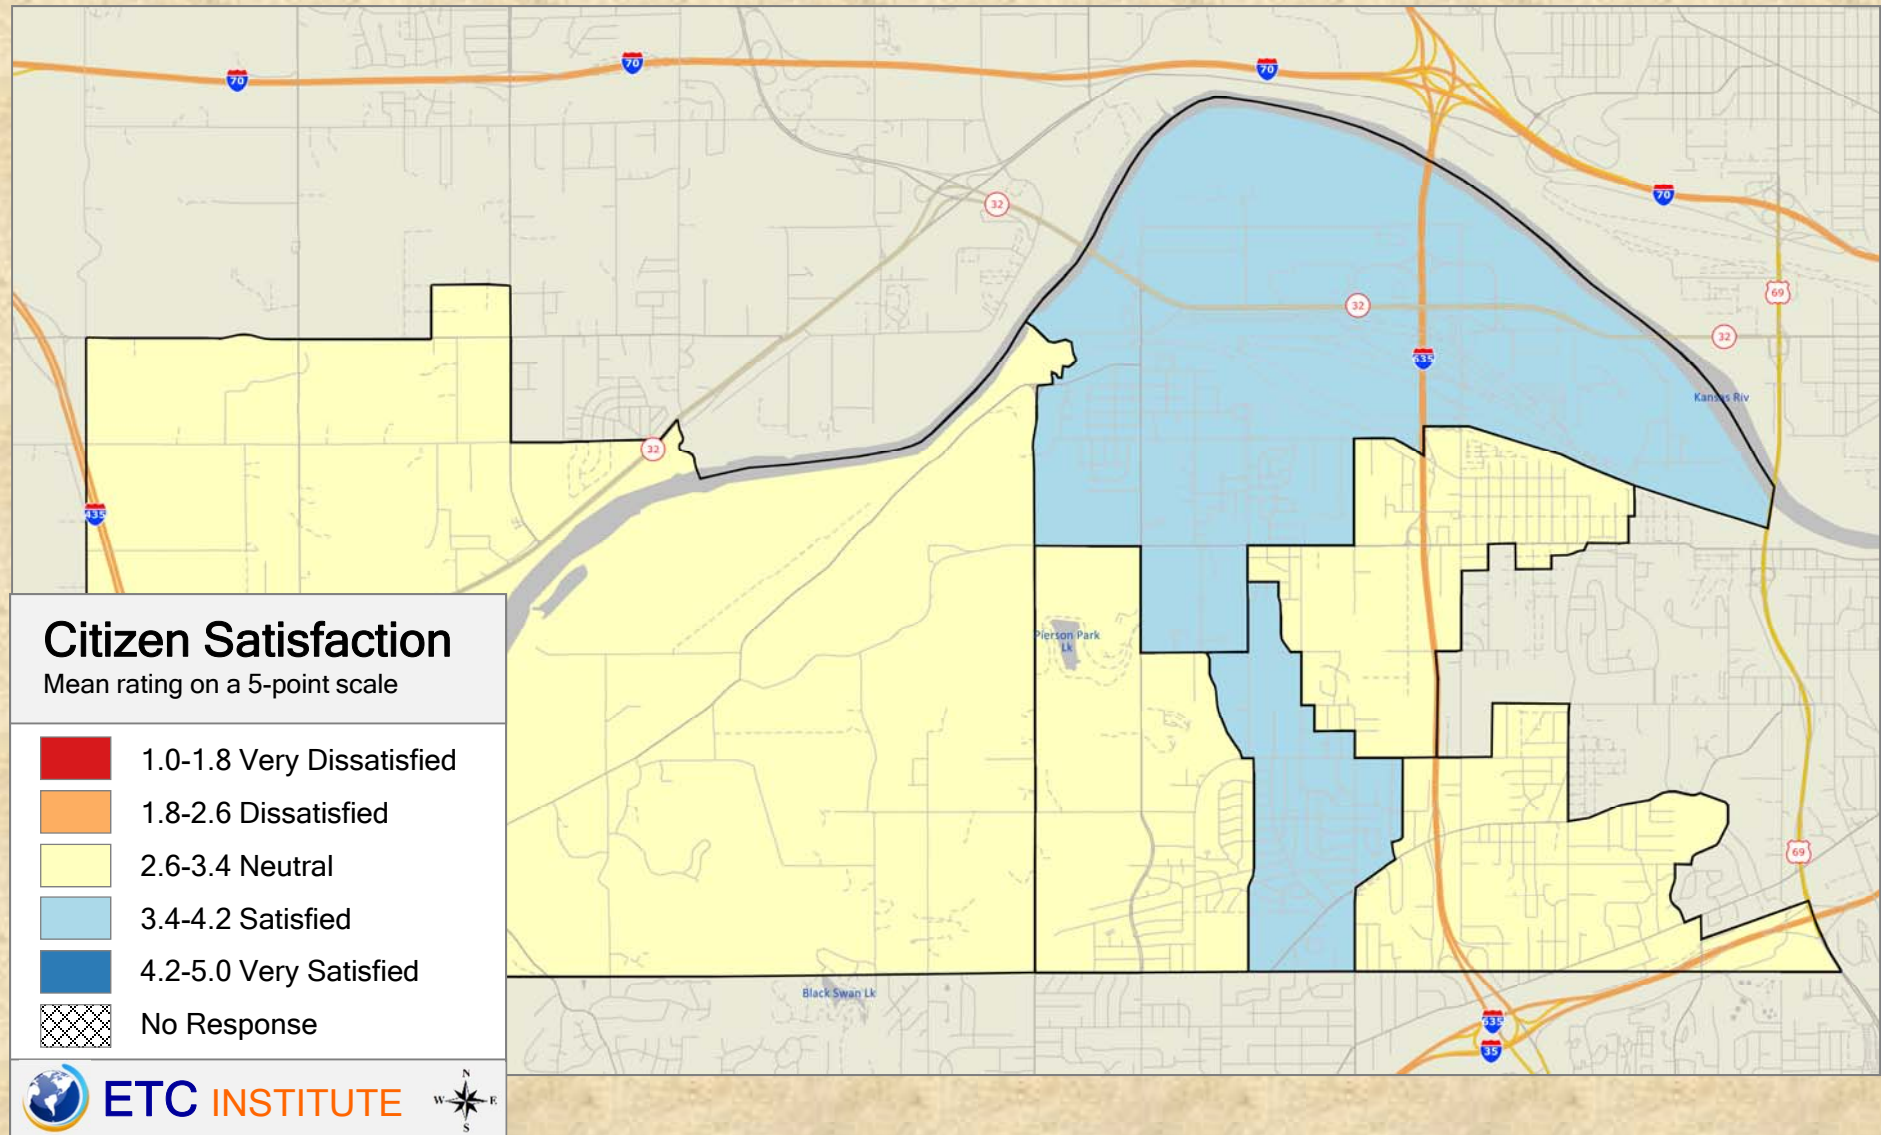 70
70
70
70
32
69
32
32
635
Kansas Riv
32
435
Pierson Park
Lk
69
Black Swan Lk
635
35
Citizen Satisfaction
Mean rating on a 5-point scale
1.0-1.8 Very Dissatisfied
1.8-2.6 Dissatisfied
2.6-3.4 Neutral
3.4-4.2 Satisfied
4.2-5.0 Very Satisfied
No Response
ETC INSTITUTE
N
W E
S